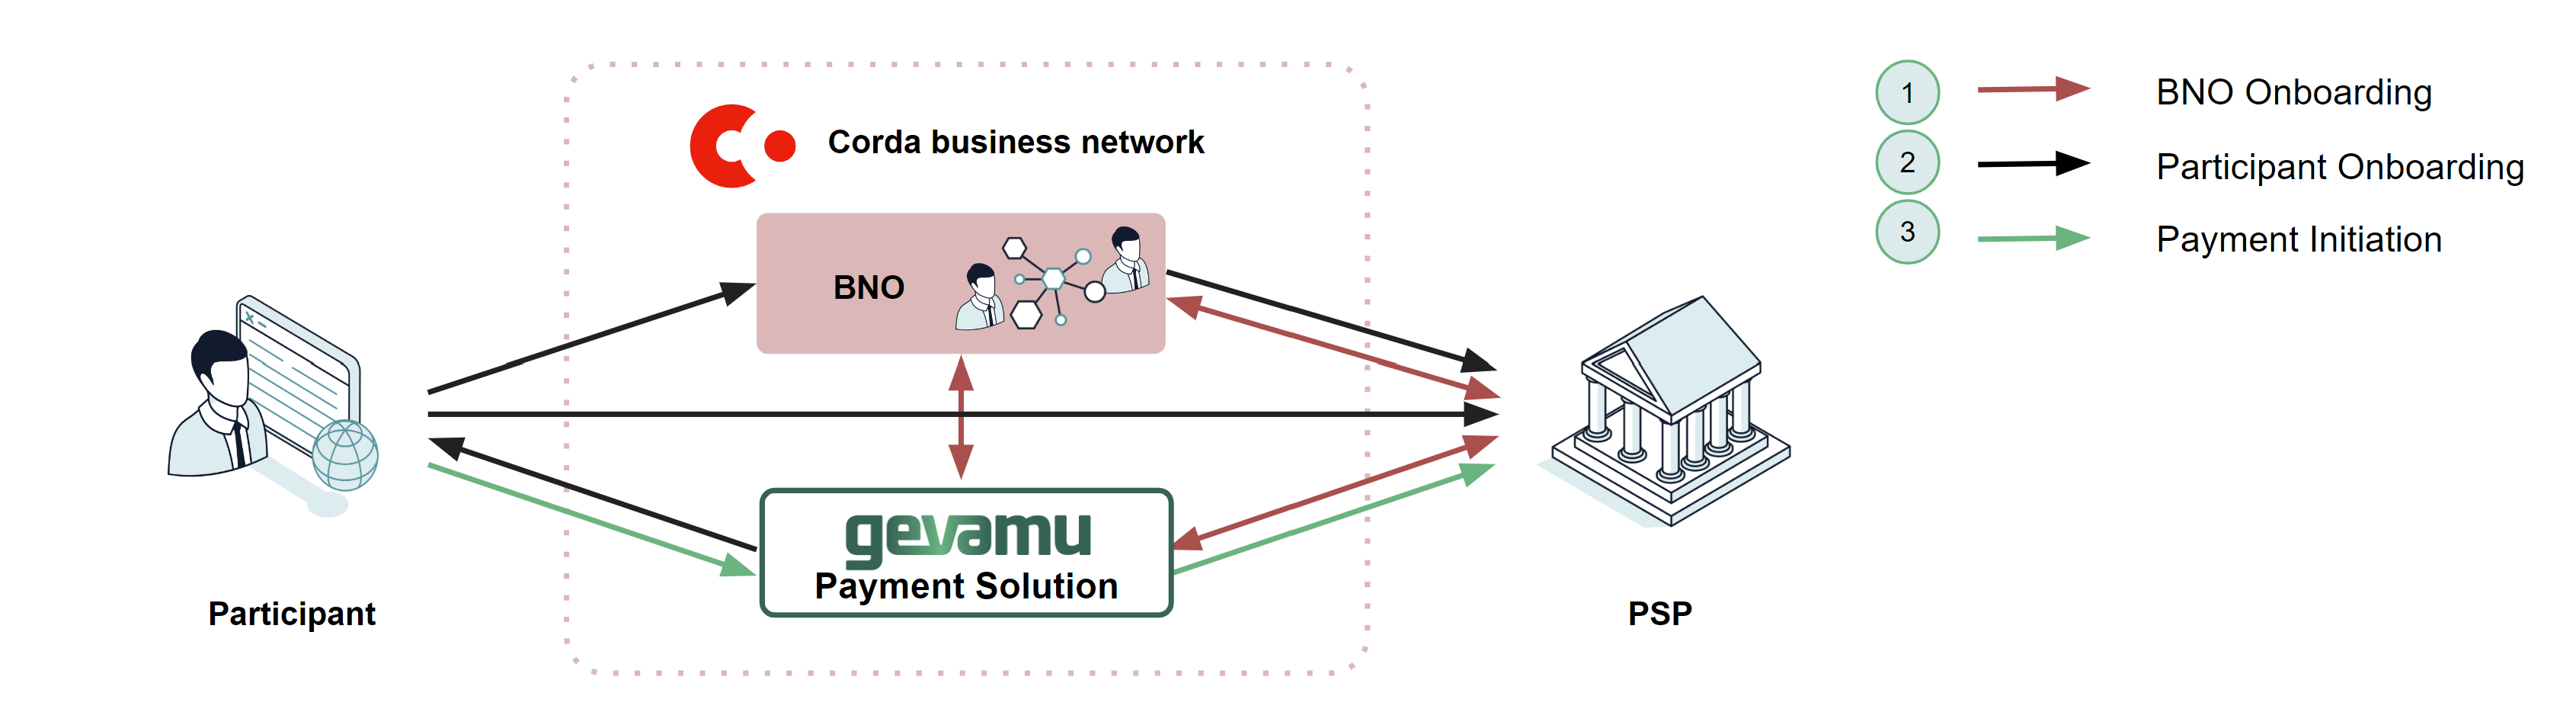 Corda business network
BNO
gevamu
Payment Solution
Participant
PSP
1
BNO Onboarding
2
Participant Onboarding
3
Payment Initiation